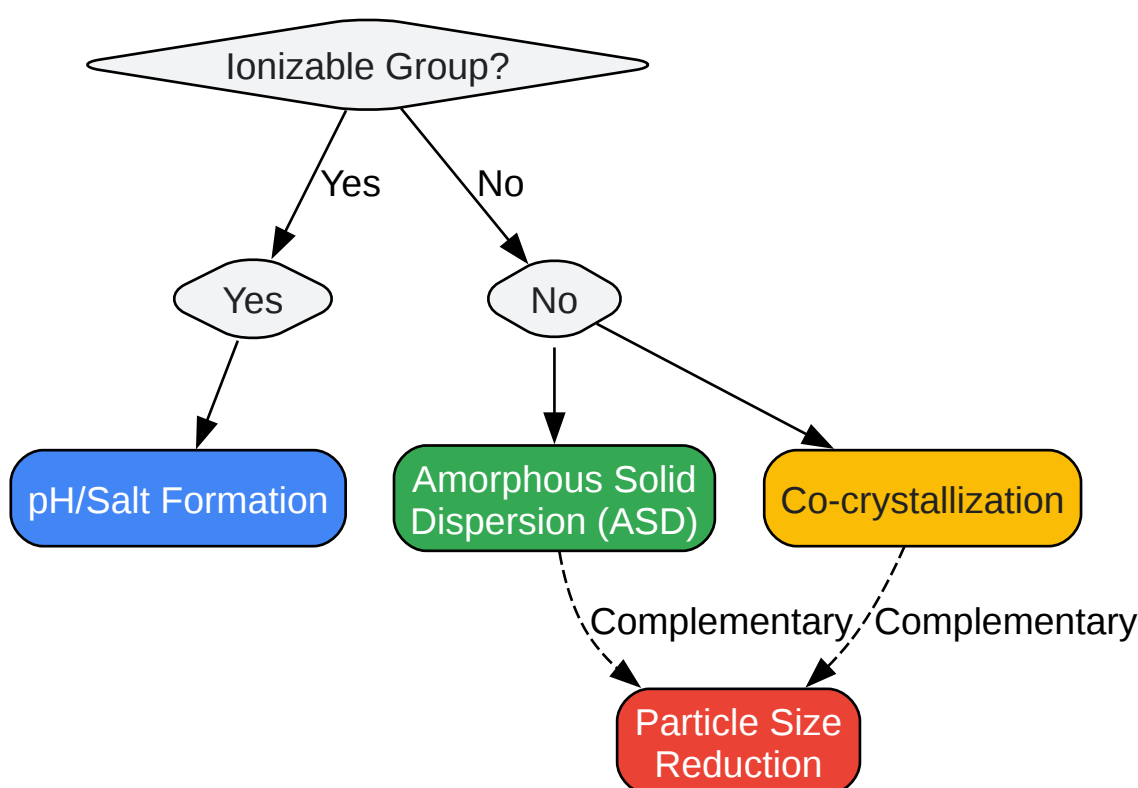 Ionizable Group?
Yes
No
Yes
No
pH/Salt Formation
Amorphous Solid
Dispersion (ASD)
Co-crystallization
Complementary
Complementary
Particle Size
Reduction